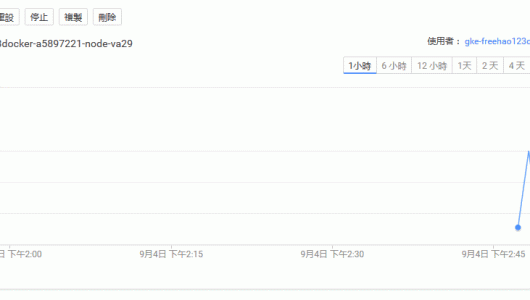 重設 停止 複製 刪除
docker-a5897221-node-va29
使用者： gke-freehao123d
1小時 6 小時 12 小時 1天 2 天 4 天
下午2:00 9月4日 下午2:15 9月4日 下午2:30 9月4日 下午2:45